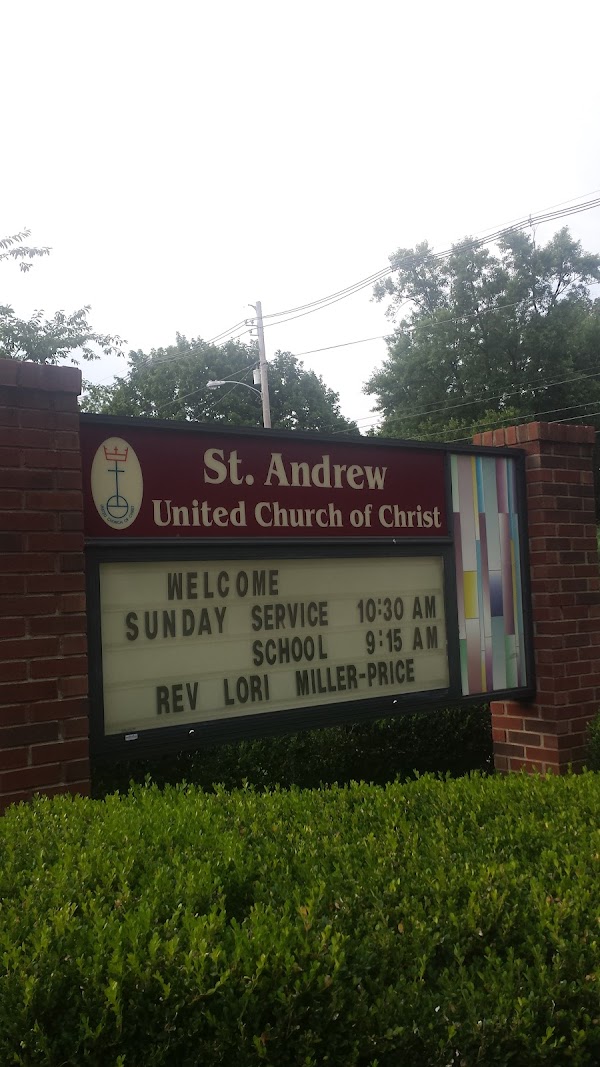 St. Andrew
United Church of Christ
WELCOME
SUNDAY SERVICE 10:30 AM
SCHOOL 9:15 AM
REV LORI MILLER-PRICE